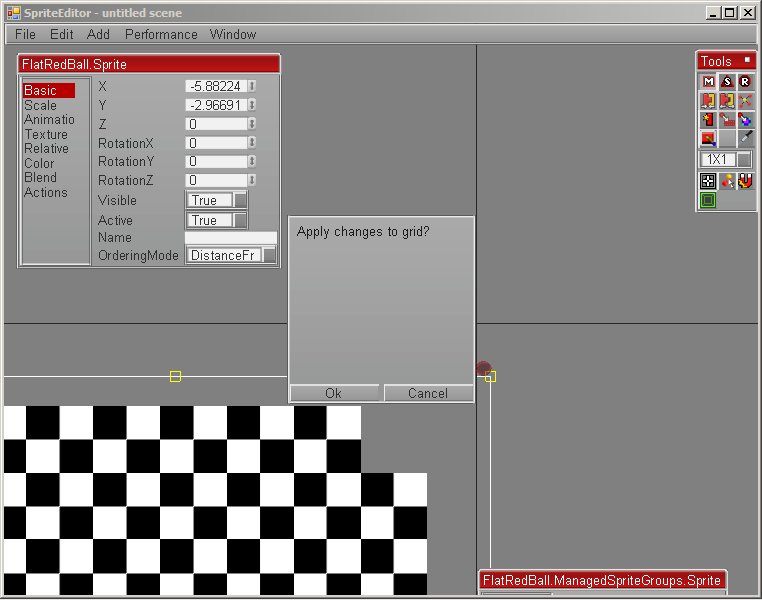 SpriteEditor - untitled scene
File Edit Add Performance Window
FlatRedBall.Sprite
Basic
Scale
Animatio
Texture
Relative
Color
Blend
Actions
X -5.88224
Y -2.96691
Z 0
RotationX 0
RotationY 0
RotationZ 0
Visible True
Active True
Name
OrderingMode DistanceFr
Tools
M S R
1X1
Apply changes to grid?
Ok Cancel
FlatRedBall.ManagedSpriteGroups.Sprite